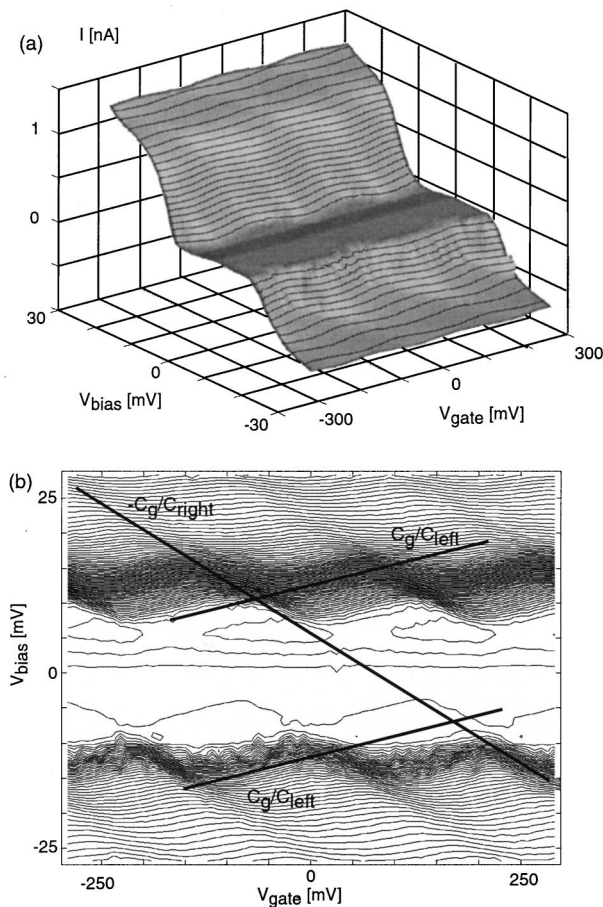 (a)
I [nA]
1
0
30
0
-30
V_bias [mV]
-300
0
300
V_gate [mV]
(b)
25
0
-25
V_bias [mV]
-C_g/C_right
C_g/C_left
C_g/C_left
-250
0
250
V_gate [mV]